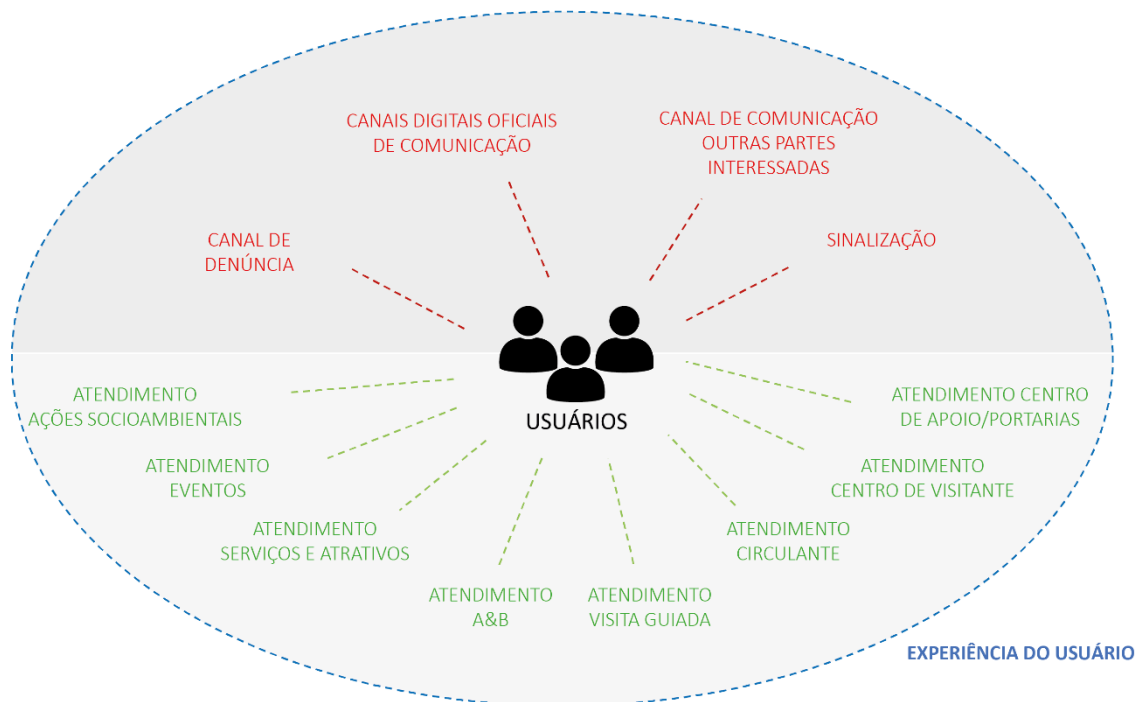 CANAIS DIGITAIS OFICIAIS
DE COMUNICAÇÃO
CANAL DE COMUNICAÇÃO
OUTRAS PARTES
INTERESSADAS
CANAL DE
DENÚNCIA
SINALIZAÇÃO
USUÁRIOS
ATENDIMENTO
AÇÕES SOCIOAMBIENTAIS
ATENDIMENTO CENTRO
DE APOIO/PORTARIAS
ATENDIMENTO
EVENTOS
ATENDIMENTO
CENTRO DE VISITANTE
ATENDIMENTO
SERVIÇOS E ATRATIVOS
ATENDIMENTO
CIRCULANTE
ATENDIMENTO
A&B
ATENDIMENTO
VISITA GUIADA
EXPERIÊNCIA DO USUÁRIO